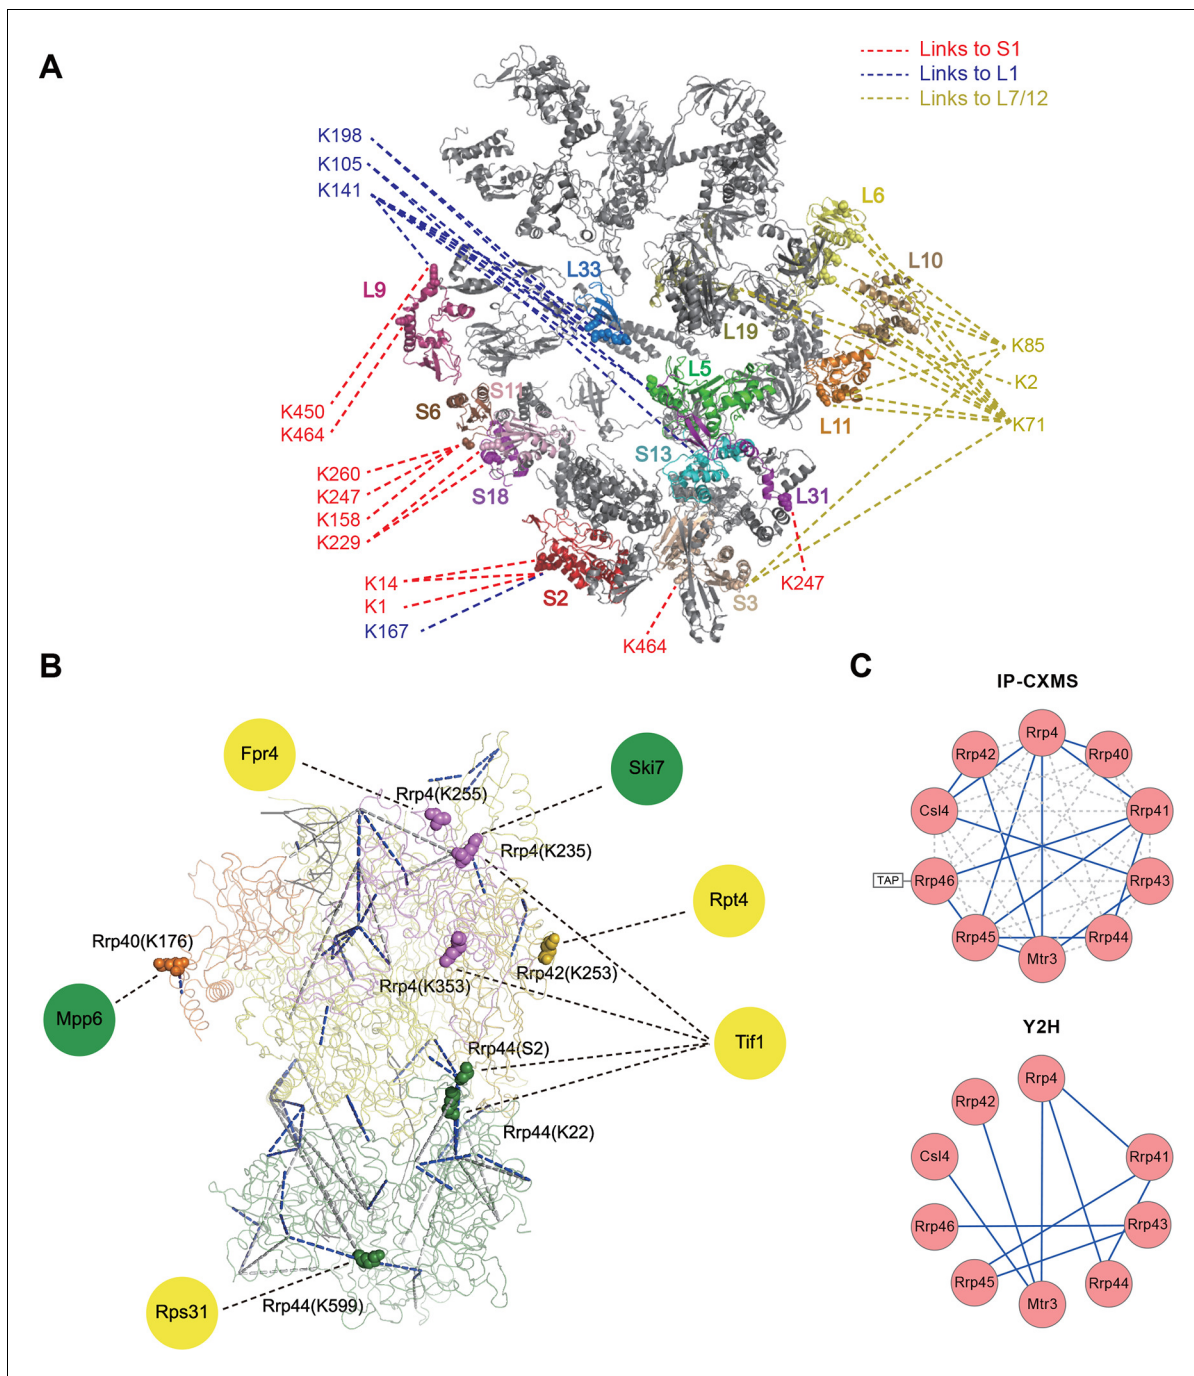 A
Links to S1
Links to L1
Links to L7/12
K198
K105
K141
L6
L10
L33
L9
L19
K85
K2
K71
L5
L11
S11
S6
K450
K464
S13
S18
L31
K260
K247
K158
K229
K14
K1
K167
S2
S3
K247
K464
B
Fpr4
Ski7
Rrp4(K255)
Rrp4(K235)
Rpt4
Rrp40(K176)
Rrp42(K253)
Rrp4(K353)
Mpp6
Tif1
Rrp44(S2)
Rrp44(K22)
Rps31
Rrp44(K599)
C
IP-CXMS
Rrp4
Rrp42
Rrp40
Csl4
Rrp41
TAP
Rrp46
Rrp43
Rrp45
Rrp44
Mtr3
Y2H
Rrp4
Rrp42
Csl4
Rrp41
Rrp46
Rrp43
Rrp45
Rrp44
Mtr3